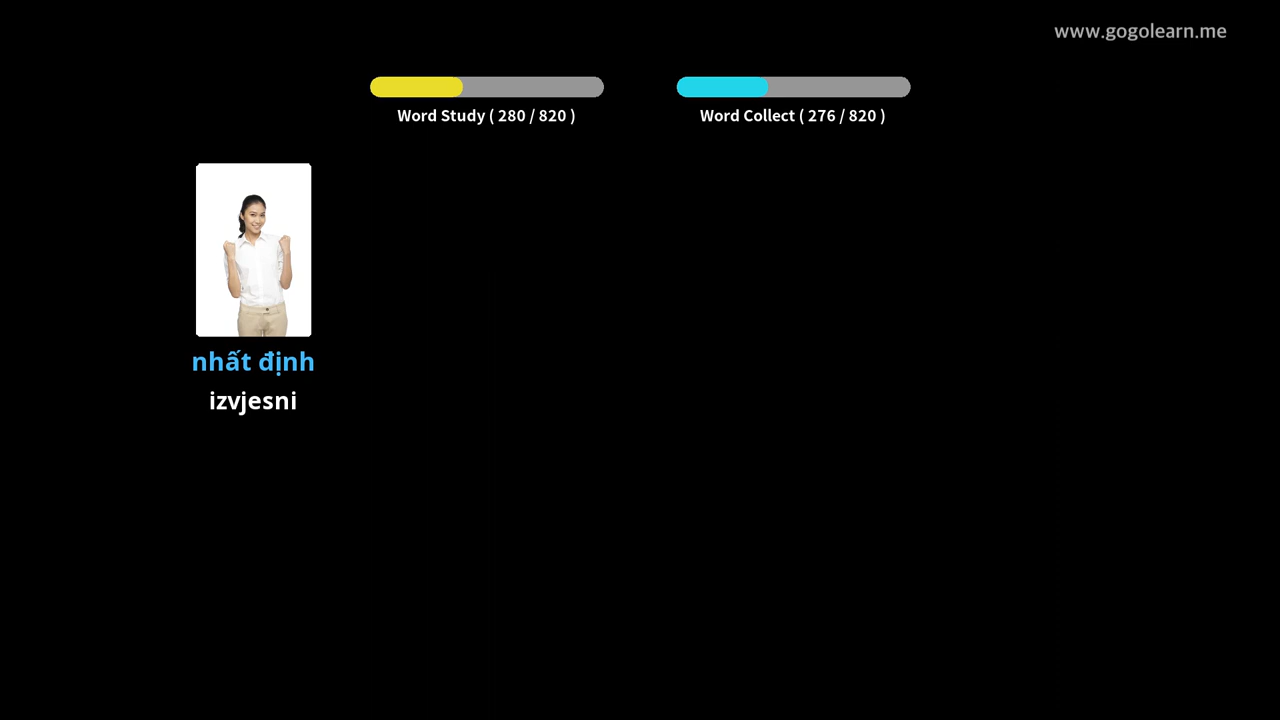 www.gogolearn.me
Word Study ( 280 / 820 )
Word Collect ( 276 / 820 )
nhất định
izvjesni